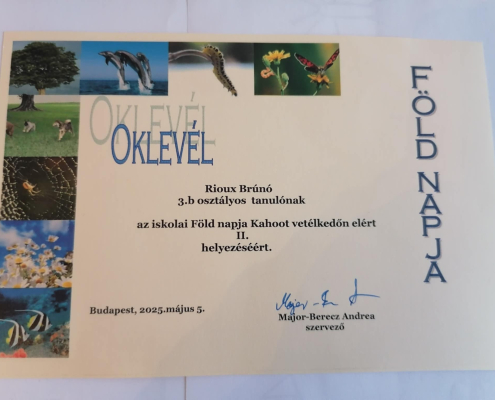 OKLEVÉL
OKLEVÉL
FÖLD NAPJA
Rioux Brúnó
3.b osztályos tanulónak
az iskolai Föld napja Kahoot vetélkedőn elért
II.
helyezéséért.
Budapest, 2025.május 5.
Major-Berecz Andrea
szervező